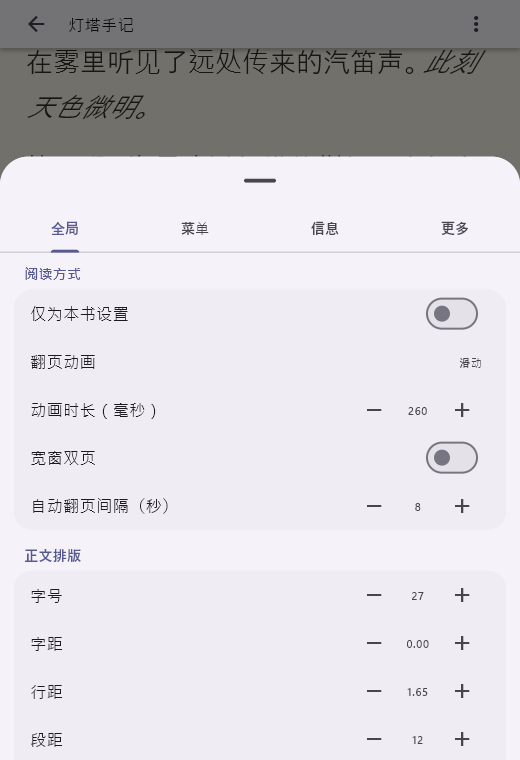 灯塔手记
在雾里听见了远处传来的汽笛声。此刻
天色微明。
全局 菜单 信息 更多
阅读方式
仅为本书设置
翻页动画 滑动
动画时长（毫秒） 260
宽窗双页
自动翻页间隔（秒） 8
正文排版
字号 27
字距 0.00
行距 1.65
段距 12